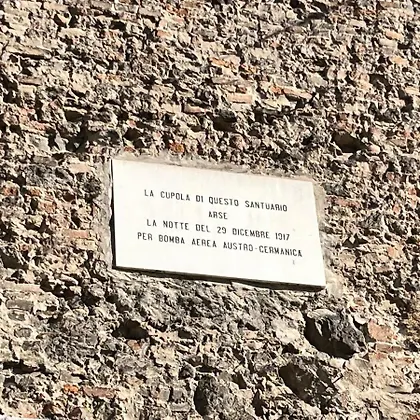 LA CUPOLA DI QUESTO SANTUARIO
ARSE
LA NOTTE DEL 29 DICEMBRE 1917
PER BOMBA AEREA AUSTRO-GERMANICA